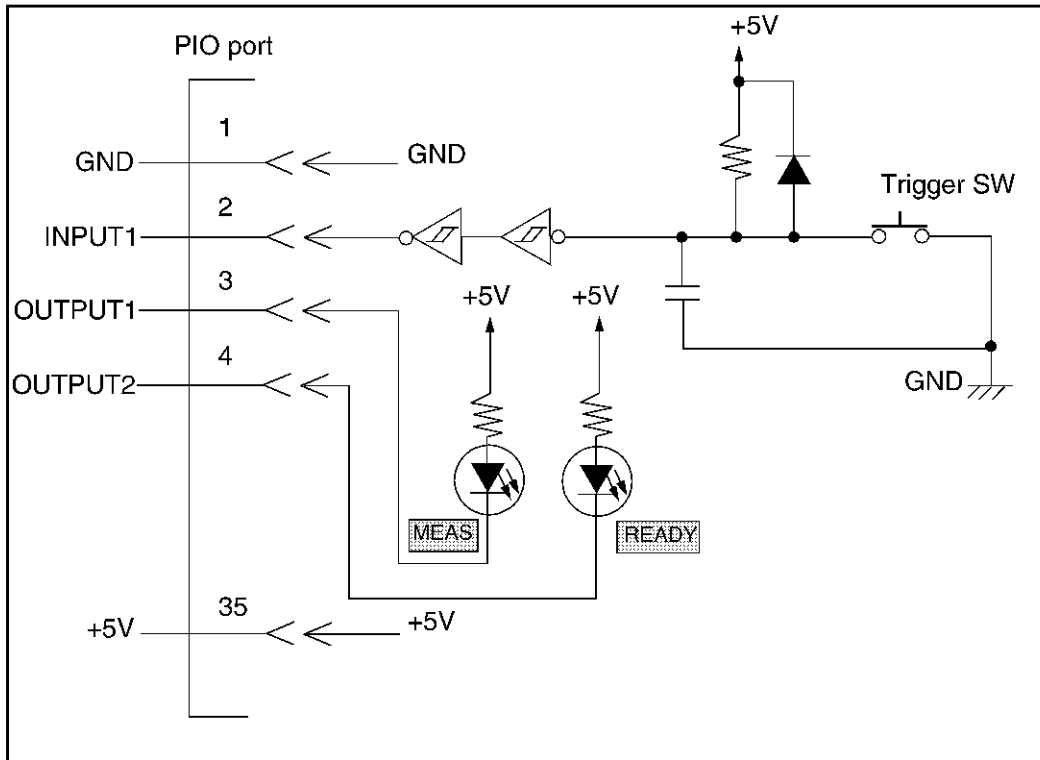 +5V
PIO port
1
GND
GND
Trigger SW
2
INPUT1
3
+5V
+5V
OUTPUT1
4
OUTPUT2
GND
MEAS
READY
35
+5V
+5V